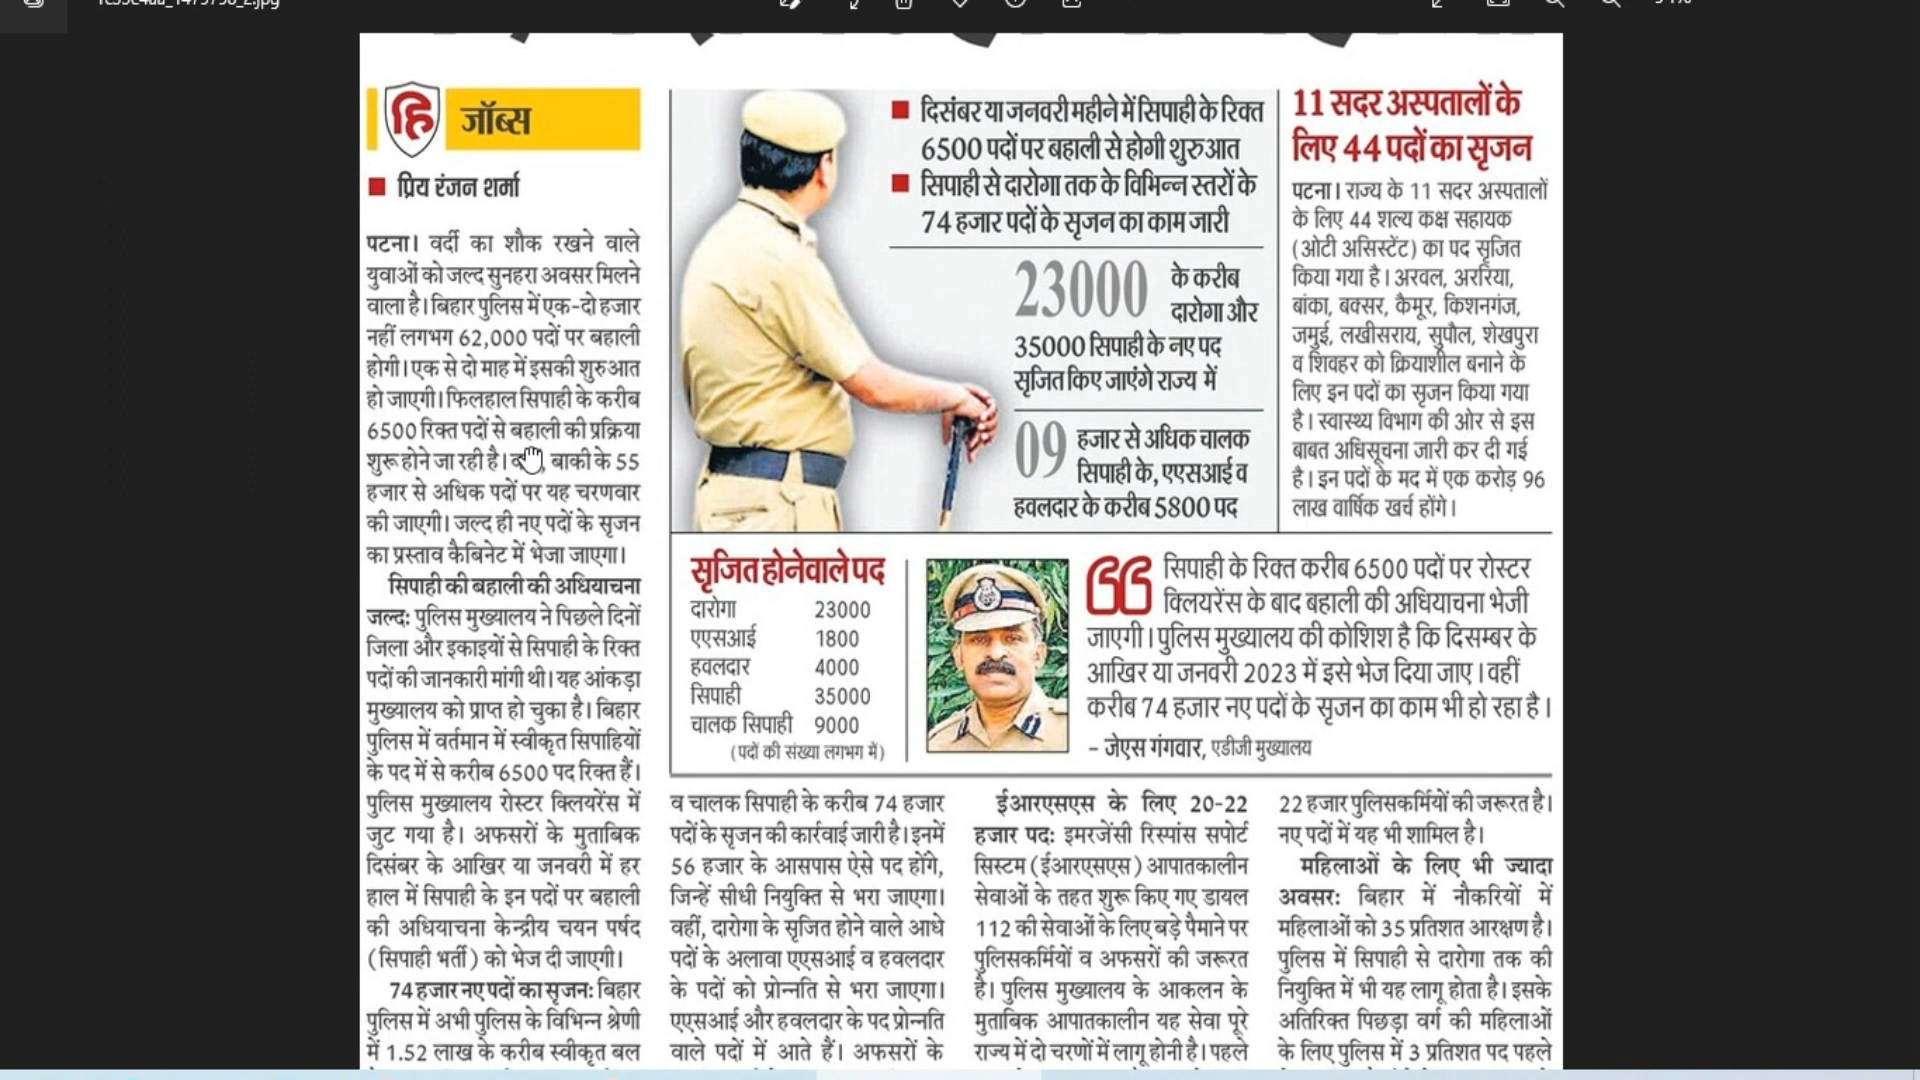 हि जॉब्स
प्रिय रंजन शर्मा
पटना। वर्दी का शौक रखने वाले
युवाओं को जल्द सुनहरा अवसर मिलने
वाला है। बिहार पुलिस में एक-दो हजार
नहीं लगभग 62,000 पदों पर बहाली
होगी। एक से दो माह में इसकी शुरुआत
हो जाएगी। फिलहाल सिपाही के करीब
6500 रिक्त पदों से बहाली की प्रक्रिया
शुरू होने जा रही है। बाकी के 55
हजार से अधिक पदों पर यह चरणवार
की जाएगी। जल्द ही नए पदों के सृजन
का प्रस्ताव कैबिनेट में भेजा जाएगा।
सिपाही की बहाली की अधियाचना
जल्द: पुलिस मुख्यालय ने पिछले दिनों
जिला और इकाइयों से सिपाही के रिक्त
पदों की जानकारी मांगी थी। यह आंकड़ा
मुख्यालय को प्राप्त हो चुका है। बिहार
पुलिस में वर्तमान में स्वीकृत सिपाहियों
के पद में से करीब 6500 पद रिक्त हैं।
पुलिस मुख्यालय रोस्टर क्लियरेंस में
जुट गया है। अफसरों के मुताबिक
दिसंबर के आखिर या जनवरी में हर
हाल में सिपाही के इन पदों पर बहाली
की अधियाचना केन्द्रीय चयन पर्षद
(सिपाही भर्ती) को भेज दी जाएगी।
74 हजार नए पदों का सृजन: बिहार
पुलिस में अभी पुलिस के विभिन्न श्रेणी
में 1.52 लाख के करीब स्वीकृत बल
दिसंबर या जनवरी महीने में सिपाही के रिक्त
6500 पदों पर बहाली से होगी शुरुआत
सिपाही से दारोगा तक के विभिन्न स्तरों के
74 हजार पदों के सृजन का काम जारी
23000 के करीब
दारोगा और
35000 सिपाही के नए पद
सृजित किए जाएंगे राज्य में
09 हजार से अधिक चालक
सिपाही के, एएसआई व
हवलदार के करीब 5800 पद
11 सदर अस्पतालों के
लिए 44 पदों का सृजन
पटना। राज्य के 11 सदर अस्पतालों
के लिए 44 शल्य कक्ष सहायक
(ओटी असिस्टेंट) का पद सृजित
किया गया है। अरवल, अररिया,
बांका, बक्सर, कैमूर, किशनगंज,
जमुई, लखीसराय, सुपौल, शेखपुरा
व शिवहर को क्रियाशील बनाने के
लिए इन पदों का सृजन किया गया
है। स्वास्थ्य विभाग की ओर से इस
बाबत अधिसूचना जारी कर दी गई
है। इन पदों के मद में एक करोड़ 96
लाख वार्षिक खर्च होंगे।
सृजित होने वाले पद
दारोगा 23000
एएसआई 1800
हवलदार 4000
सिपाही 35000
चालक सिपाही 9000
(पदों की संख्या लगभग में)
सिपाही के रिक्त करीब 6500 पदों पर रोस्टर
क्लियरेंस के बाद बहाली की अधियाचना भेजी
जाएगी। पुलिस मुख्यालय की कोशिश है कि दिसम्बर के
आखिर या जनवरी 2023 में इसे भेज दिया जाए। वहीं
करीब 74 हजार नए पदों के सृजन का काम भी हो रहा है।
- जेएस गंगवार, एडीजी मुख्यालय
व चालक सिपाही के करीब 74 हजार
पदों के सृजन की कार्रवाई जारी है। इनमें
56 हजार के आसपास ऐसे पद होंगे,
जिन्हें सीधी नियुक्ति से भरा जाएगा।
वहीं, दारोगा के सृजित होने वाले आधे
पदों के अलावा एएसआई व हवलदार
के पदों को प्रोन्नति से भरा जाएगा।
एएसआई और हवलदार के पद प्रोन्नति
वाले पदों में आते हैं। अफसरों के
ईआरएसएस के लिए 20-22
हजार पद: इमरजेंसी रिस्पांस सपोर्ट
सिस्टम (ईआरएसएस) आपातकालीन
सेवाओं के तहत शुरू किए गए डायल
112 की सेवाओं के लिए बड़े पैमाने पर
पुलिसकर्मियों व अफसरों की जरूरत
है। पुलिस मुख्यालय के आकलन के
मुताबिक आपातकालीन यह सेवा पूरे
राज्य में दो चरणों में लागू होनी है। पहले
22 हजार पुलिसकर्मियों की जरूरत है।
नए पदों में यह भी शामिल है।
महिलाओं के लिए भी ज्यादा
अवसर: बिहार में नौकरियों में
महिलाओं को 35 प्रतिशत आरक्षण है।
पुलिस में सिपाही से दारोगा तक की
नियुक्ति में भी यह लागू होता है। इसके
अतिरिक्त पिछड़ा वर्ग की महिलाओं
के लिए पुलिस में 3 प्रतिशत पद पहले